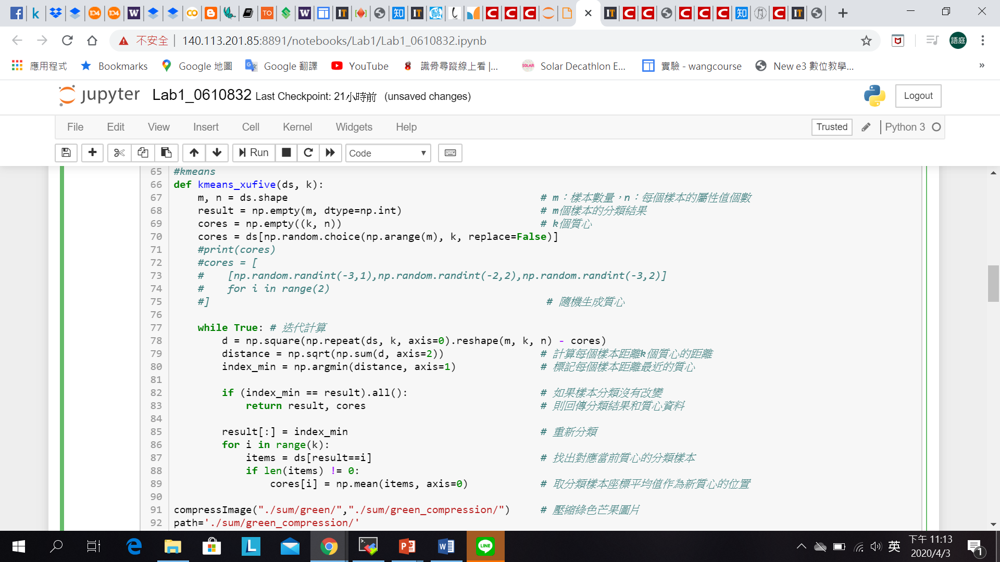 不安全 140.113.201.85:8891/notebooks/Lab1/Lab1_0610832.ipynb 語庭
應用程式 Bookmarks Google 地圖 Google 翻譯 YouTube 識骨尋蹤線上看 |... Solar Decathlon E... 實驗 - wangcourse New e3 數位教學... »
jupyter Lab1_0610832 Last Checkpoint: 21小時前 (unsaved changes) Logout
File Edit View Insert Cell Kernel Widgets Help Trusted Python 3
Run Code
65 #kmeans
66 def kmeans_xufive(ds, k):
67 m, n = ds.shape # m：樣本數量，n：每個樣本的屬性值個數
68 result = np.empty(m, dtype=np.int) # m個樣本的分類結果
69 cores = np.empty((k, n)) # k個質心
70 cores = ds[np.random.choice(np.arange(m), k, replace=False)]
71 #print(cores)
72 #cores = [
73 # [np.random.randint(-3,1),np.random.randint(-2,2),np.random.randint(-3,2)]
74 # for i in range(2)
75 #] # 隨機生成質心
76
77 while True: # 迭代計算
78 d = np.square(np.repeat(ds, k, axis=0).reshape(m, k, n) - cores)
79 distance = np.sqrt(np.sum(d, axis=2)) # 計算每個樣本距離k個質心的距離
80 index_min = np.argmin(distance, axis=1) # 標記每個樣本距離最近的質心
81
82 if (index_min == result).all(): # 如果樣本分類沒有改變
83 return result, cores # 則回傳分類結果和質心資料
84
85 result[:] = index_min # 重新分類
86 for i in range(k):
87 items = ds[result==i] # 找出對應當前質心的分類樣本
88 if len(items) != 0:
89 cores[i] = np.mean(items, axis=0) # 取分類樣本座標平均值作為新質心的位置
90
91 compressImage("./sum/green/","./sum/green_compression/") # 壓縮綠色芒果圖片
92 path='./sum/green_compression/'
英 下午 11:13
2020/4/3 1